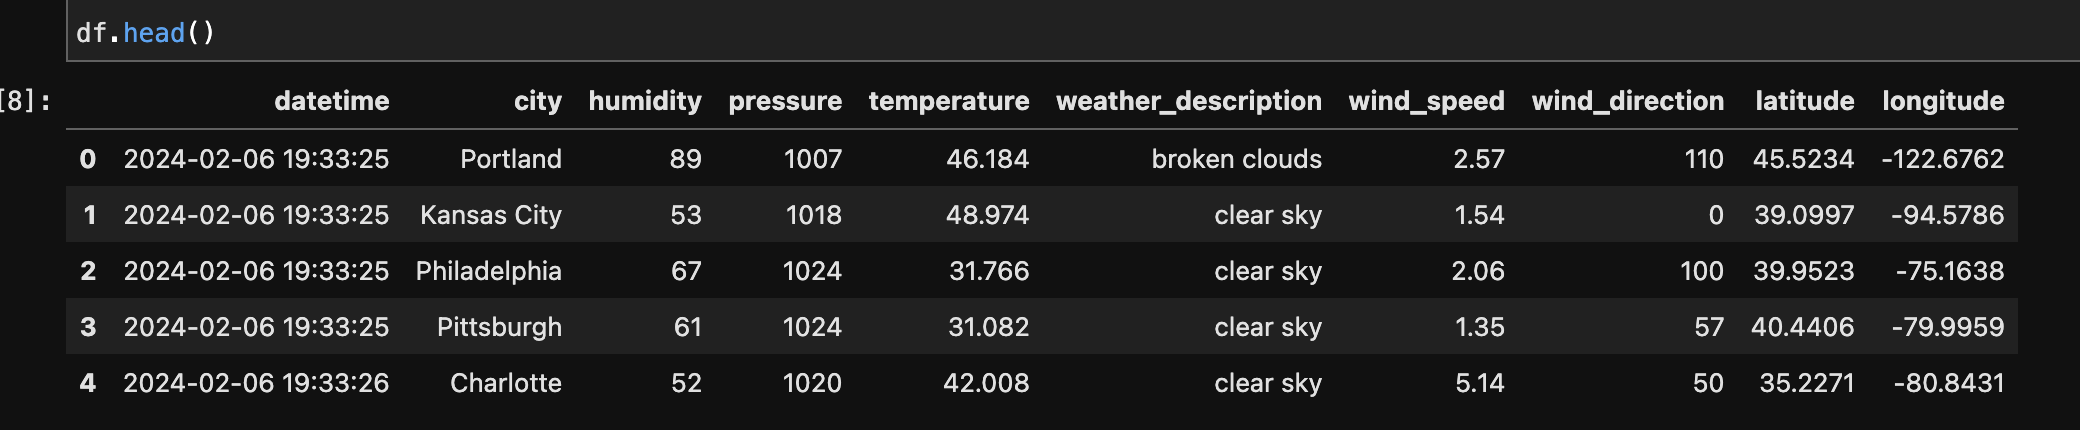 df.head()
[8]: datetime city humidity pressure temperature weather_description wind_speed wind_direction latitude longitude
0 2024-02-06 19:33:25 Portland 89 1007 46.184 broken clouds 2.57 110 45.5234 -122.6762
1 2024-02-06 19:33:25 Kansas City 53 1018 48.974 clear sky 1.54 0 39.0997 -94.5786
2 2024-02-06 19:33:25 Philadelphia 67 1024 31.766 clear sky 2.06 100 39.9523 -75.1638
3 2024-02-06 19:33:25 Pittsburgh 61 1024 31.082 clear sky 1.35 57 40.4406 -79.9959
4 2024-02-06 19:33:26 Charlotte 52 1020 42.008 clear sky 5.14 50 35.2271 -80.8431